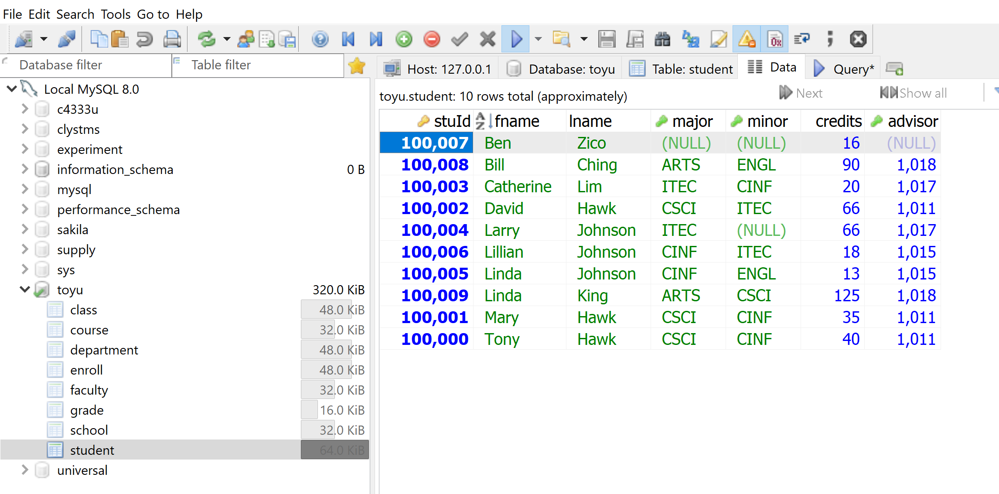 File Edit Search Tools Go to Help
Database filter Table filter
Host: 127.0.0.1 Database: toyu Table: student Data Query*
Local MySQL 8.0
c4333u
clystms
experiment
information_schema 0 B
mysql
performance_schema
sakila
supply
sys
toyu 320.0 KiB
class 48.0 KiB
course 32.0 KiB
department 48.0 KiB
enroll 48.0 KiB
faculty 32.0 KiB
grade 16.0 KiB
school 32.0 KiB
student 64.0 KiB
universal
toyu.student: 10 rows total (approximately) Next Show all
stuId fname lname major minor credits advisor
100,007 Ben Zico (NULL) (NULL) 16 (NULL)
100,008 Bill Ching ARTS ENGL 90 1,018
100,003 Catherine Lim ITEC CINF 20 1,017
100,002 David Hawk CSCI ITEC 66 1,011
100,004 Larry Johnson ITEC (NULL) 66 1,017
100,006 Lillian Johnson CINF ITEC 18 1,015
100,005 Linda Johnson CINF ENGL 13 1,015
100,009 Linda King ARTS CSCI 125 1,018
100,001 Mary Hawk CSCI CINF 35 1,011
100,000 Tony Hawk CSCI CINF 40 1,011